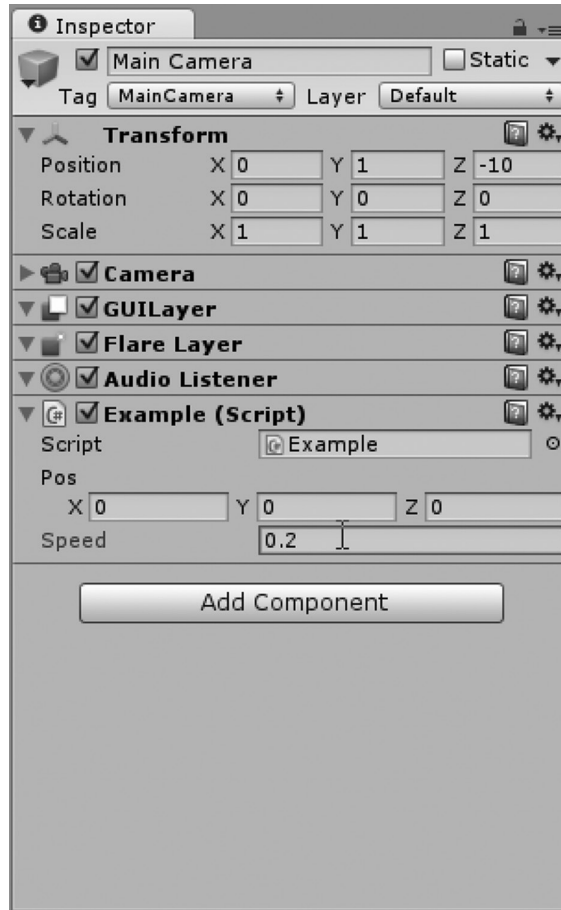 Inspector
Main Camera Static
Tag MainCamera Layer Default
Transform
Position X 0 Y 1 Z -10
Rotation X 0 Y 0 Z 0
Scale X 1 Y 1 Z 1
Camera
GUILayer
Flare Layer
Audio Listener
Example (Script)
Script Example
Pos
X 0 Y 0 Z 0
Speed 0.2
Add Component